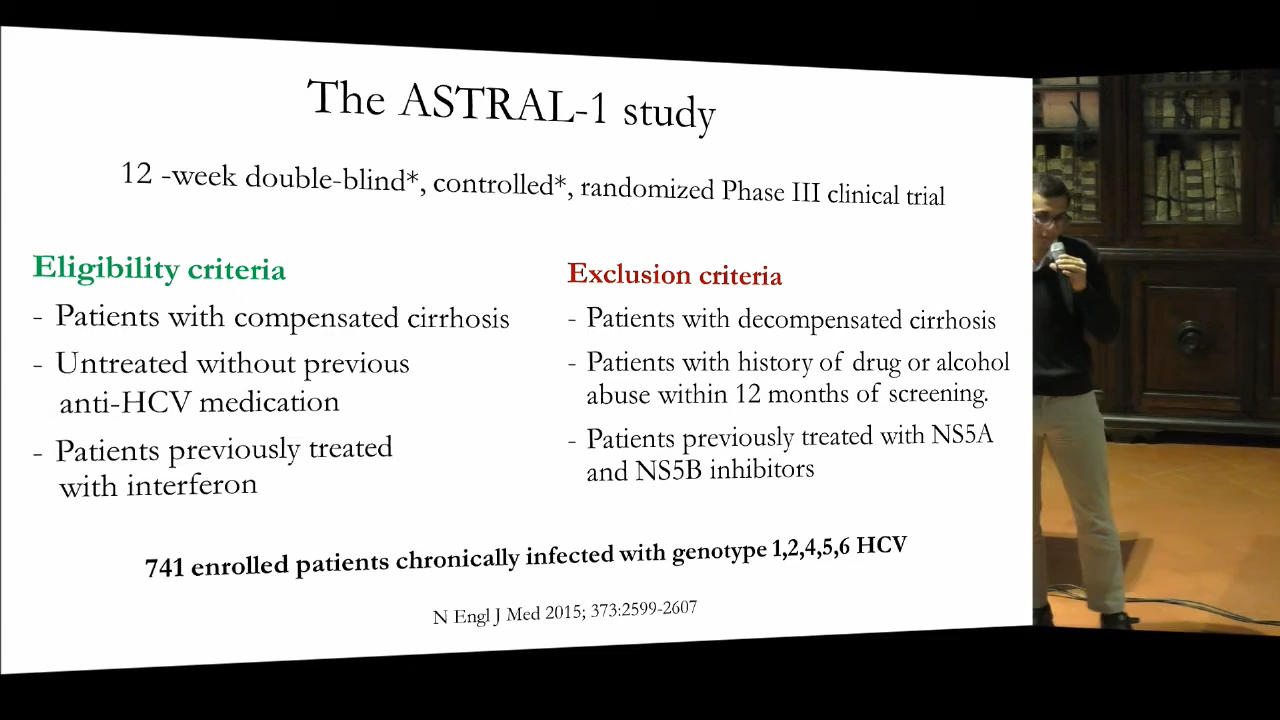 The ASTRAL-1 study
12 -week double-blind*, controlled*, randomized Phase III clinical trial
Eligibility criteria
- Patients with compensated cirrhosis
- Untreated without previous
anti-HCV medication
- Patients previously treated
with interferon
Exclusion criteria
- Patients with decompensated cirrhosis
- Patients with history of drug or alcohol
abuse within 12 months of screening.
- Patients previously treated with NS5A
and NS5B inhibitors
741 enrolled patients chronically infected with genotype 1,2,4,5,6 HCV
N Engl J Med 2015; 373:2599-2607